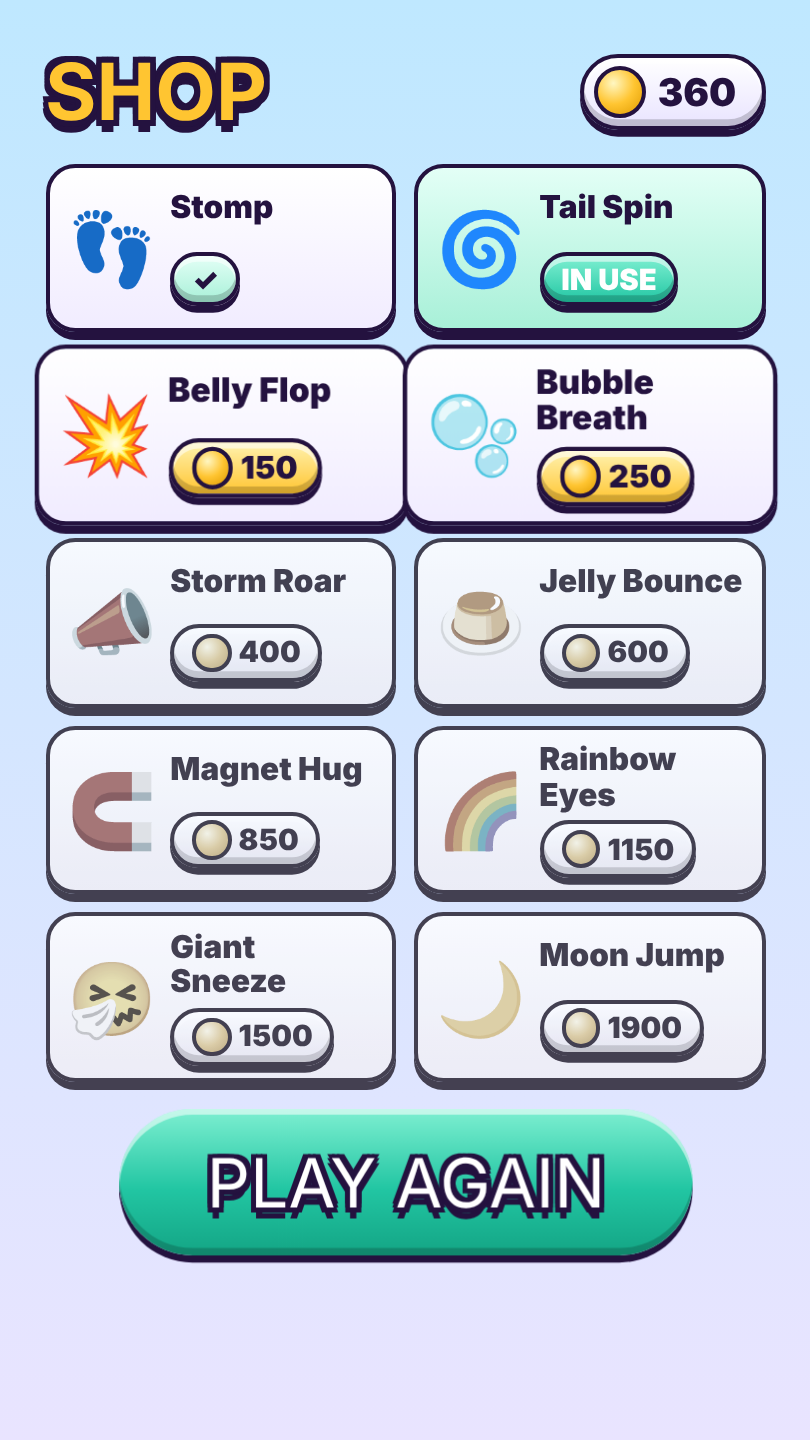 SHOP
360
Stomp
✓
Tail Spin
IN USE
Belly Flop
150
Bubble
Breath
250
Storm Roar
400
Jelly Bounce
600
Magnet Hug
850
Rainbow
Eyes
1150
Giant
Sneeze
1500
Moon Jump
1900
PLAY AGAIN